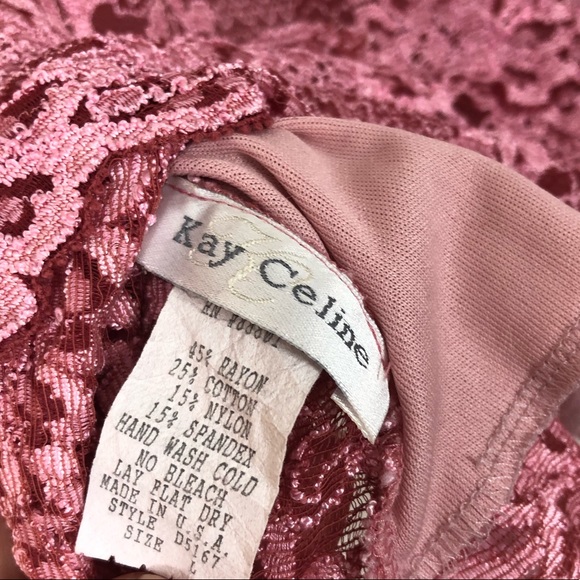 Kay Celine
45% RAYON
25% COTTON
15% NYLON
15% SPANDEX
HAND WASH COLD
NO BLEACH
LAY FLAT DRY
MADE IN U.S.A.
STYLE D5167
SIZE L